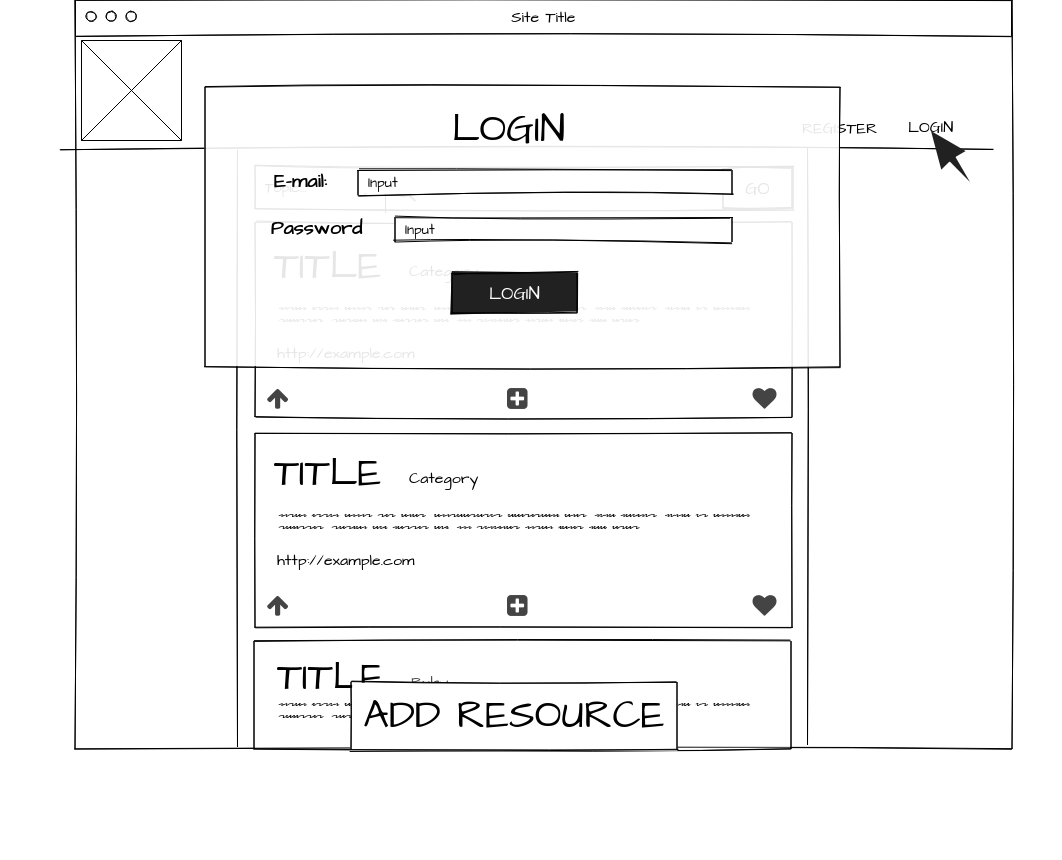 Site Title
REGISTER LOGIN
LOGIN
E-mail: Input
GO
Password Input
TITLE Category
LOGIN
http://example.com
TITLE Category
http://example.com
TITLE
ADD RESOURCE